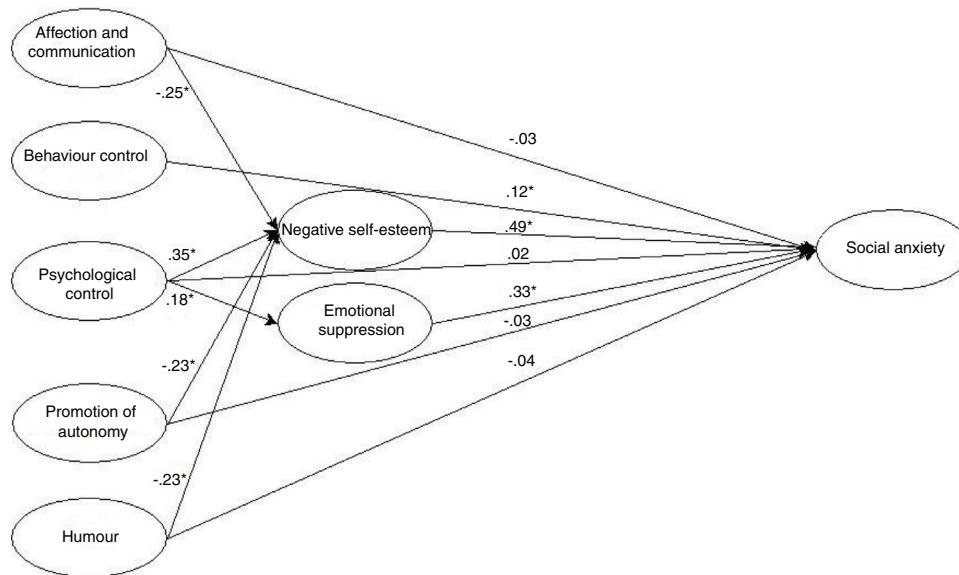 Affection and
communication
-.25*
-.03
Behaviour control
.12*
Negative self-esteem
.49*
Social anxiety
.35*
.02
Psychological
control
.18*
Emotional
suppression
.33*
-.03
-.23*
-.04
Promotion of
autonomy
-.23*
Humour